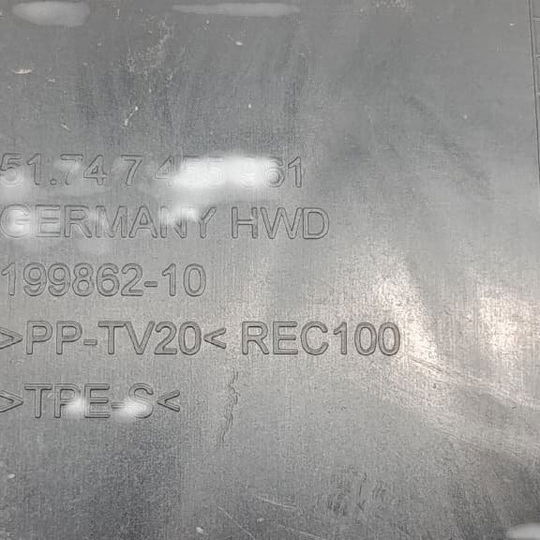 51.74 7
GERMANY HWD
199862-10
>PP-TV20< REC100
>TPE-S<